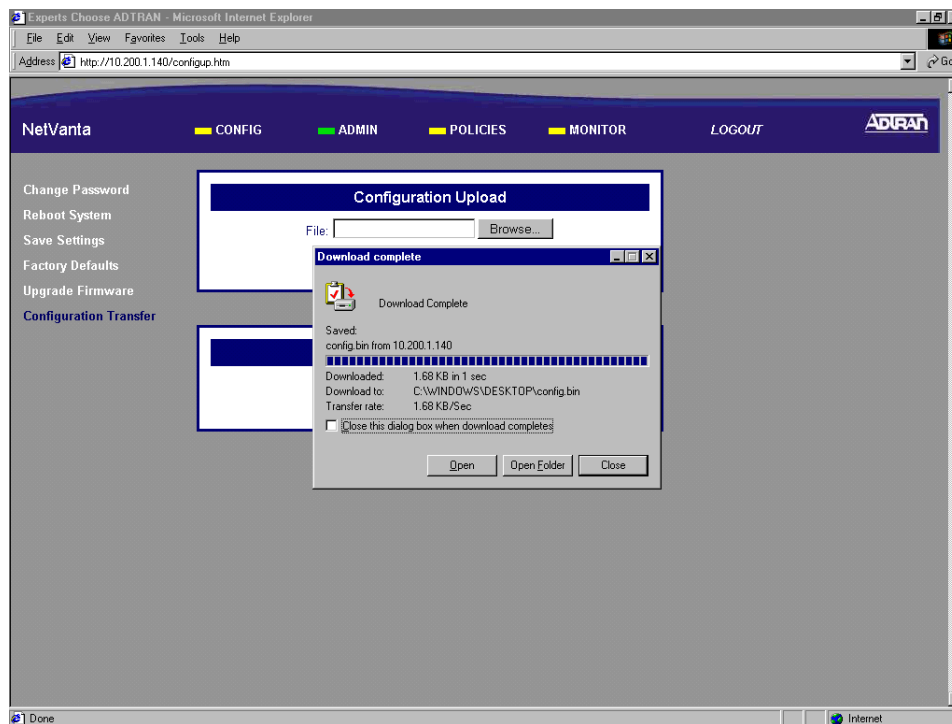 Experts Choose ADTRAN - Microsoft Internet Explorer
File Edit View Favorites Tools Help
Address http://10.200.1.140/configup.htm Go
NetVanta CONFIG ADMIN POLICIES MONITOR LOGOUT ADTRAN
Change Password
Reboot System
Save Settings
Factory Defaults
Upgrade Firmware
Configuration Transfer
Configuration Upload
File: Browse...
Download complete
Download Complete
Saved:
config.bin from 10.200.1.140
Downloaded: 1.68 KB in 1 sec
Download to: C:\WINDOWS\DESKTOP\config.bin
Transfer rate: 1.68 KB/Sec
Close this dialog box when download completes
Open Open Folder Close
Done Internet